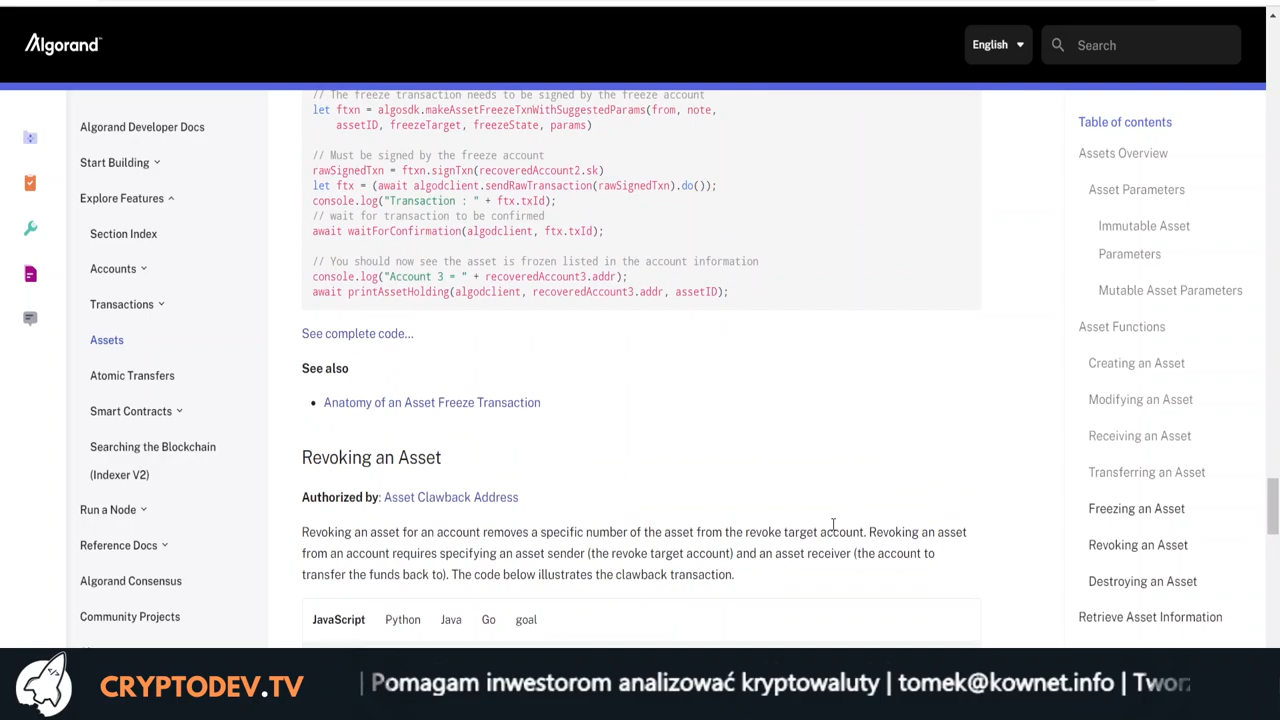 Algorand
English
Search
Algorand Developer Docs
Start Building
Explore Features
Section Index
Accounts
Transactions
Assets
Atomic Transfers
Smart Contracts
Searching the Blockchain
(Indexer V2)
Run a Node
Reference Docs
Algorand Consensus
Community Projects
// The freeze transaction needs to be signed by the freeze account
let ftxn = algosdk.makeAssetFreezeTxnWithSuggestedParams(from, note,
assetID, freezeTarget, freezeState, params)
// Must be signed by the freeze account
rawSignedTxn = ftxn.signTxn(recoveredAccount2.sk)
let ftx = (await algodclient.sendRawTransaction(rawSignedTxn).do());
console.log("Transaction : " + ftx.txId);
// wait for transaction to be confirmed
await waitForConfirmation(algodclient, ftx.txId);
// You should now see the asset is frozen listed in the account information
console.log("Account 3 = " + recoveredAccount3.addr);
await printAssetHolding(algodclient, recoveredAccount3.addr, assetID);
See complete code...
See also
• Anatomy of an Asset Freeze Transaction
Revoking an Asset
Authorized by: Asset Clawback Address
Revoking an asset for an account removes a specific number of the asset from the revoke target account. Revoking an asset
from an account requires specifying an asset sender (the revoke target account) and an asset receiver (the account to
transfer the funds back to). The code below illustrates the clawback transaction.
JavaScript Python Java Go goal
Table of contents
Assets Overview
Asset Parameters
Immutable Asset
Parameters
Mutable Asset Parameters
Asset Functions
Creating an Asset
Modifying an Asset
Receiving an Asset
Transferring an Asset
Freezing an Asset
Revoking an Asset
Destroying an Asset
Retrieve Asset Information
CRYPTODEV.TV
| Pomagam inwestorom analizować kryptowaluty | tomek@kownet.info |